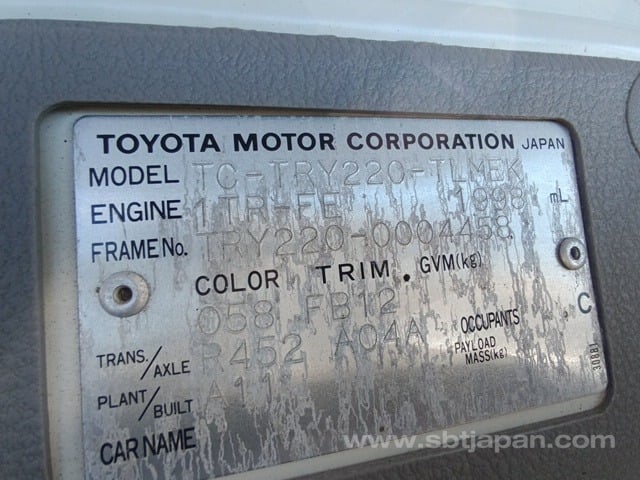 TOYOTA MOTOR CORPORATION JAPAN
MODEL TC-TRY220-TLMEK
ENGINE 1TR-FE 1998 mL
FRAME No. TRY220-0004458
COLOR TRIM. GVM(kg)
058 FB12
TRANS./AXLE A04A OCCUPANTS C
PAYLOAD MASS(kg)
PLANT/BUILT A11
CAR NAME
30881
www.sbtjapan.com